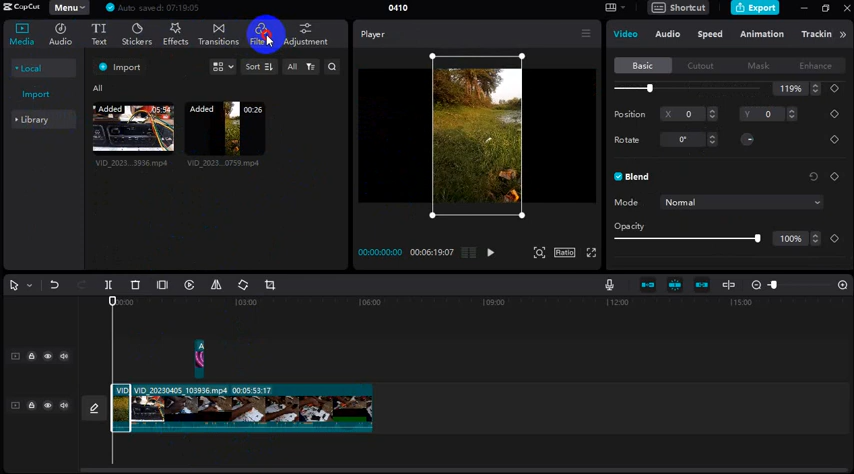 CapCut Menu Auto saved: 07:19:05 0410 Shortcut Export
Media Audio Text Stickers Effects Transitions Adjustment
Player
Video Audio Speed Animation Trackin
Local Import Sort All
Basic Cutout Mask Enhance
Import
All
119%
Library
Added 05:54 Added 00:26
Position X 0 Y 0
Rotate 0°
VID_2023...3936.mp4 VID_2023...0759.mp4
Blend
Mode Normal
Opacity
100%
00:00:00:00 00:06:19:07 Ratio
00:00 |03:00 |06:00 |09:00 |12:00 |15:00
A
VID VID_20230405_103936.mp4 00:05:53:17